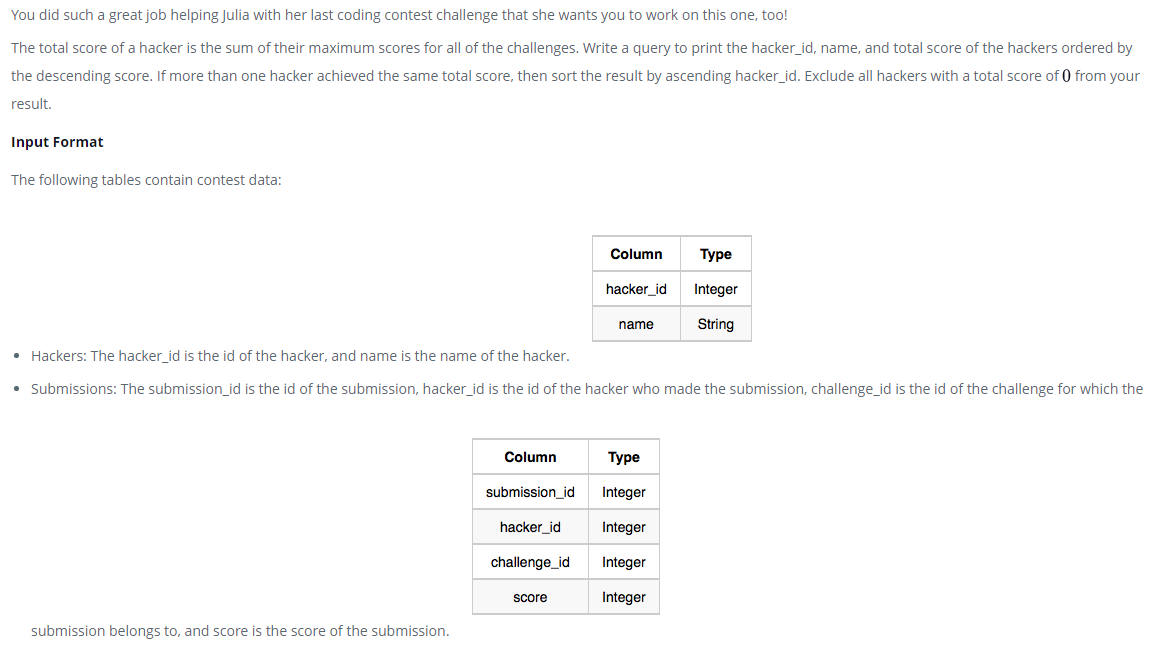 You did such a great job helping Julia with her last coding contest challenge that she wants you to work on this one, too!
The total score of a hacker is the sum of their maximum scores for all of the challenges. Write a query to print the hacker_id, name, and total score of the hackers ordered by
the descending score. If more than one hacker achieved the same total score, then sort the result by ascending hacker_id. Exclude all hackers with a total score of 0 from your
result.
Input Format
The following tables contain contest data:
Column Type
hacker_id Integer
name String
• Hackers: The hacker_id is the id of the hacker, and name is the name of the hacker.
• Submissions: The submission_id is the id of the submission, hacker_id is the id of the hacker who made the submission, challenge_id is the id of the challenge for which the
Column Type
submission_id Integer
hacker_id Integer
challenge_id Integer
score Integer
submission belongs to, and score is the score of the submission.